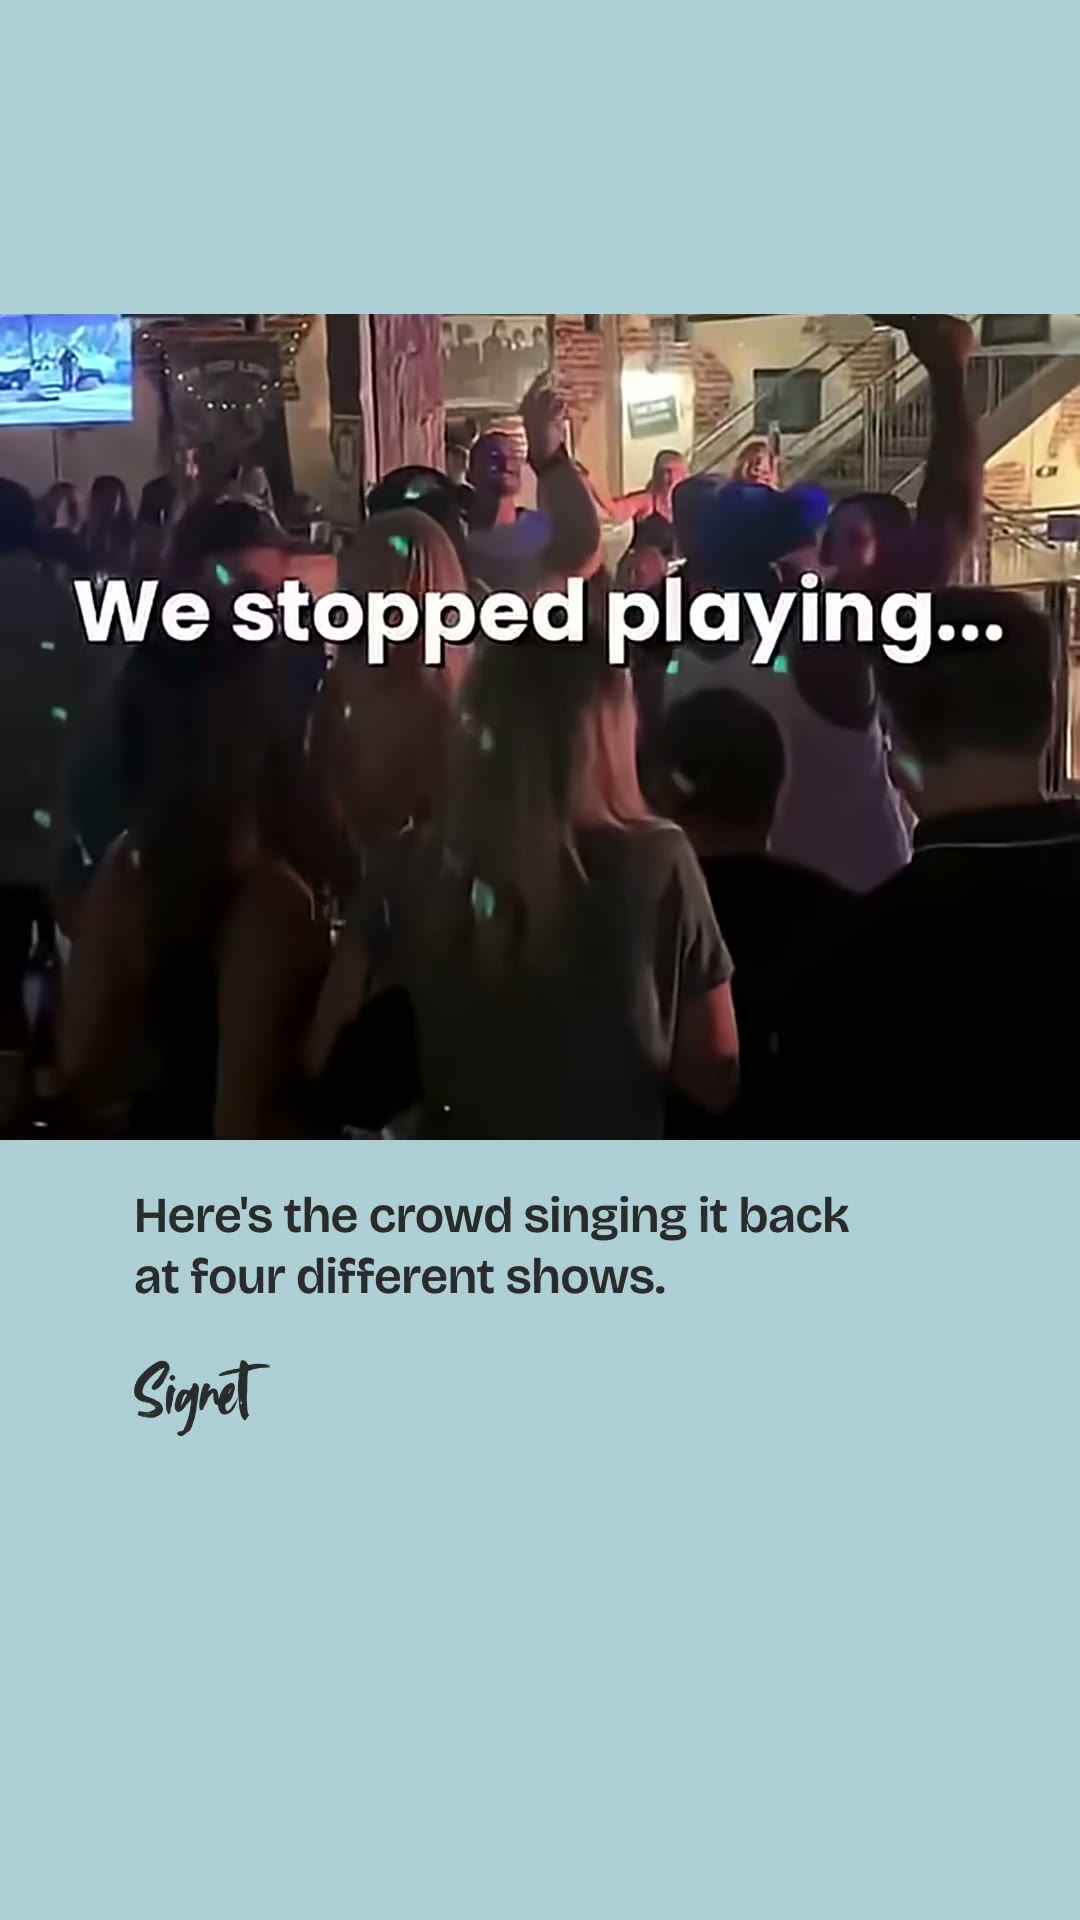 We stopped playing...
Here's the crowd singing it back
at four different shows.
Signet